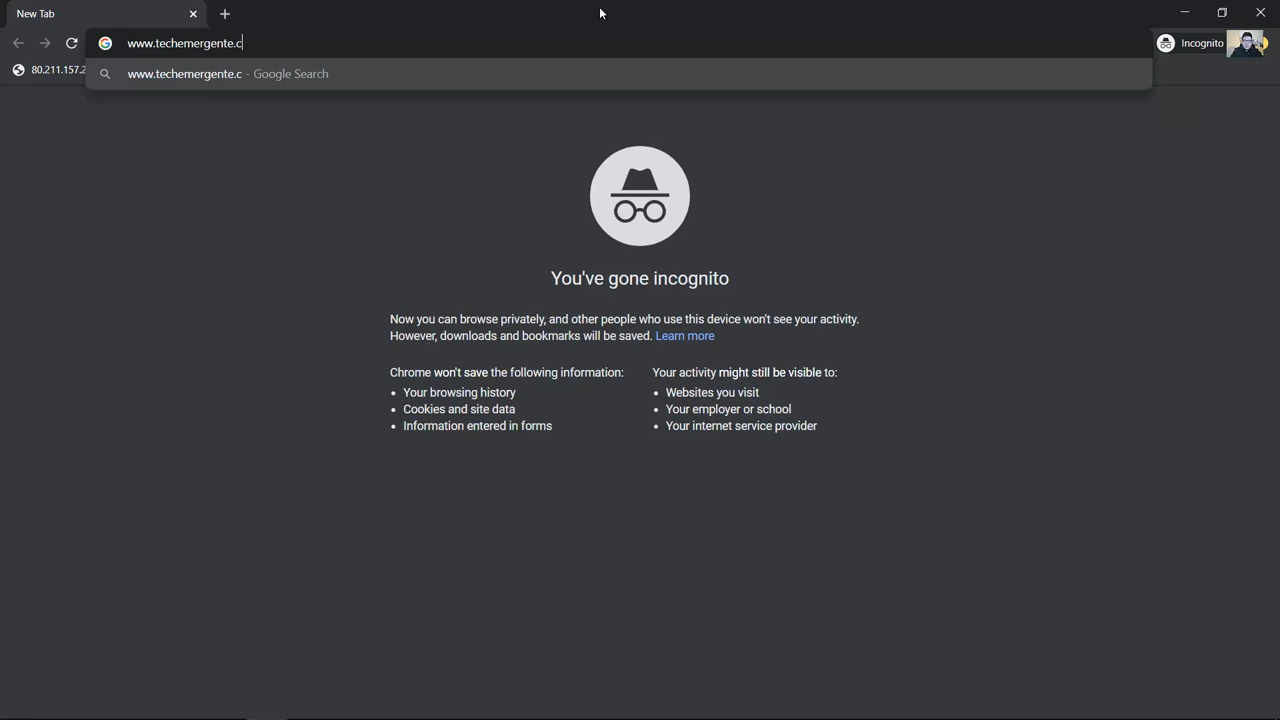 New Tab
www.techemergente.c
Incognito
80.211.157.2
www.techemergente.c - Google Search
You've gone incognito
Now you can browse privately, and other people who use this device won't see your activity.
However, downloads and bookmarks will be saved. Learn more
Chrome won't save the following information:
Your browsing history
Cookies and site data
Information entered in forms
Your activity might still be visible to:
Websites you visit
Your employer or school
Your internet service provider